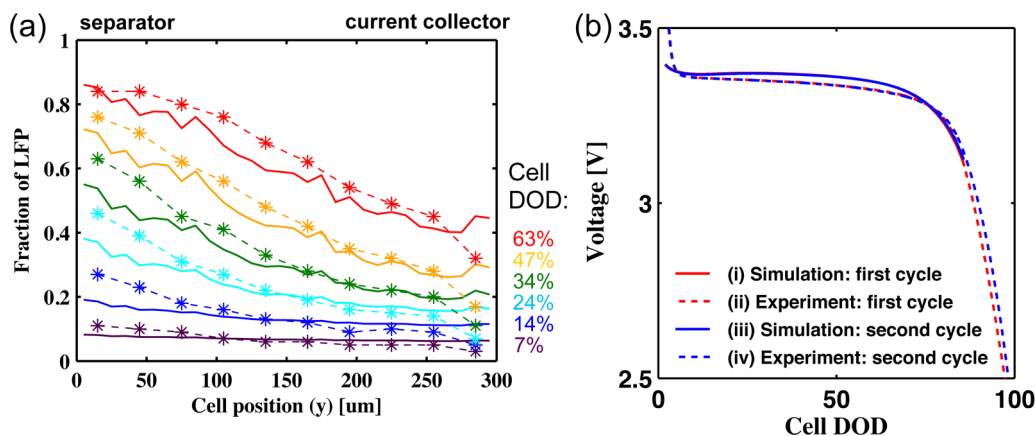 (a)
separator
current collector
1
0.8
0.6
0.4
0.2
0
Fraction of LFP
0
50
100
150
200
250
300
Cell position (y) [um]
Cell
DOD:
63%
47%
34%
24%
14%
7%
(b)
3.5
3
2.5
Voltage [V]
0
50
100
Cell DOD
(i) Simulation: first cycle
(ii) Experiment: first cycle
(iii) Simulation: second cycle
(iv) Experiment: second cycle